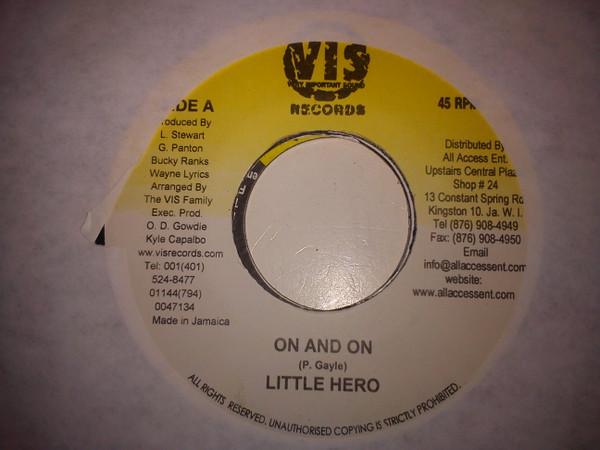 VIS
VERY IMPORTANT SOUND
RECORDS
DE A
45 RPM
roduced By
L. Stewart
G. Panton
Bucky Ranks
Wayne Lyrics
Arranged By
The VIS Family
Exec. Prod.
O. D. Gowdie
Kyle Capalbo
ww.visrecords.com
Tel: 001(401)
524-8477
01144(794)
0047134
Made in Jamaica
Distributed By
All Access Ent.
Upstairs Central Plaz
Shop # 24
13 Constant Spring Rd
Kingston 10. Ja. W. I.
Tel (876) 908-4949
Fax: (876) 908-4950
Email
info@allaccessent.com
website:
www.allaccessent.com
ON AND ON
(P. Gayle)
LITTLE HERO
ALL RIGHTS RESERVED. UNAUTHORISED COPYING IS STRICTLY PROHIBITED.